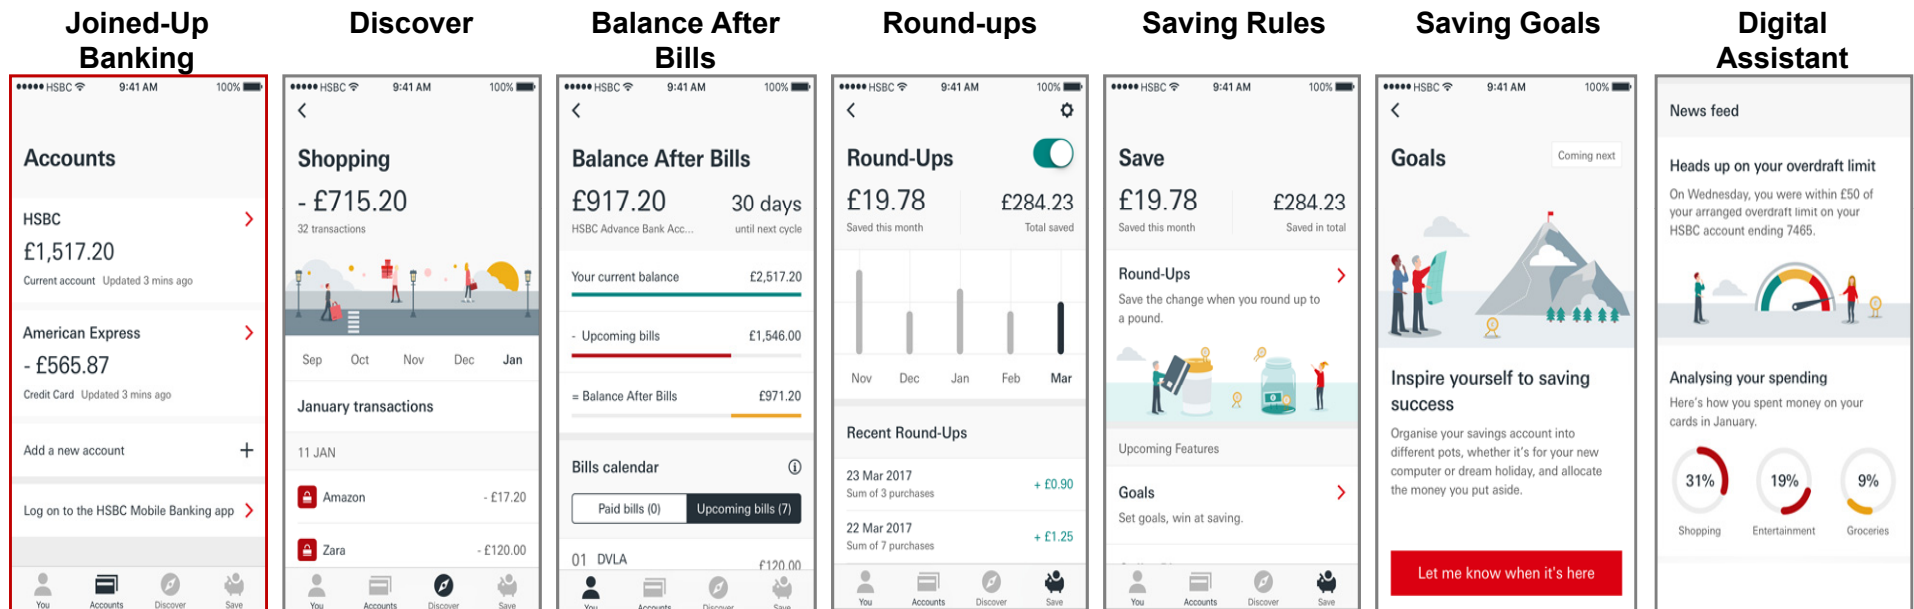 Joined-Up
Banking
●●●●● HSBC 9:41 AM 100%
Accounts
HSBC
£1,517.20
Current account Updated 3 mins ago
American Express
- £565.87
Credit Card Updated 3 mins ago
Add a new account +
Log on to the HSBC Mobile Banking app
You Accounts Discover Save
Discover
●●●●● HSBC 9:41 AM 100%
Shopping
- £715.20
32 transactions
Sep Oct Nov Dec Jan
January transactions
11 JAN
Amazon - £17.20
Zara - £120.00
You Accounts Discover Save
Balance After
Bills
●●●●● HSBC 9:41 AM 100%
Balance After Bills
£917.20 30 days
HSBC Advance Bank Acc... until next cycle
Your current balance £2,517.20
- Upcoming bills £1,546.00
= Balance After Bills £971.20
Bills calendar
Paid bills (0) Upcoming bills (7)
01 DVLA £120.00
You Accounts Discover Save
Round-ups
●●●●● HSBC 9:41 AM 100%
Round-Ups
£19.78 £284.23
Saved this month Total saved
Nov Dec Jan Feb Mar
Recent Round-Ups
23 Mar 2017 + £0.90
Sum of 3 purchases
22 Mar 2017 + £1.25
Sum of 7 purchases
You Accounts Discover Save
Saving Rules
●●●●● HSBC 9:41 AM 100%
Save
£19.78 £284.23
Saved this month Saved in total
Round-Ups
Save the change when you round up to
a pound.
Upcoming Features
Goals
Set goals, win at saving.
You Accounts Discover Save
Saving Goals
●●●●● HSBC 9:41 AM 100%
Goals Coming next
Inspire yourself to saving
success
Organise your savings account into
different pots, whether it's for your new
computer or dream holiday, and allocate
the money you put aside.
Let me know when it's here
Digital
Assistant
News feed
Heads up on your overdraft limit
On Wednesday, you were within £50 of
your arranged overdraft limit on your
HSBC account ending 7465.
Analysing your spending
Here's how you spent money on your
cards in January.
31% 19% 9%
Shopping Entertainment Groceries